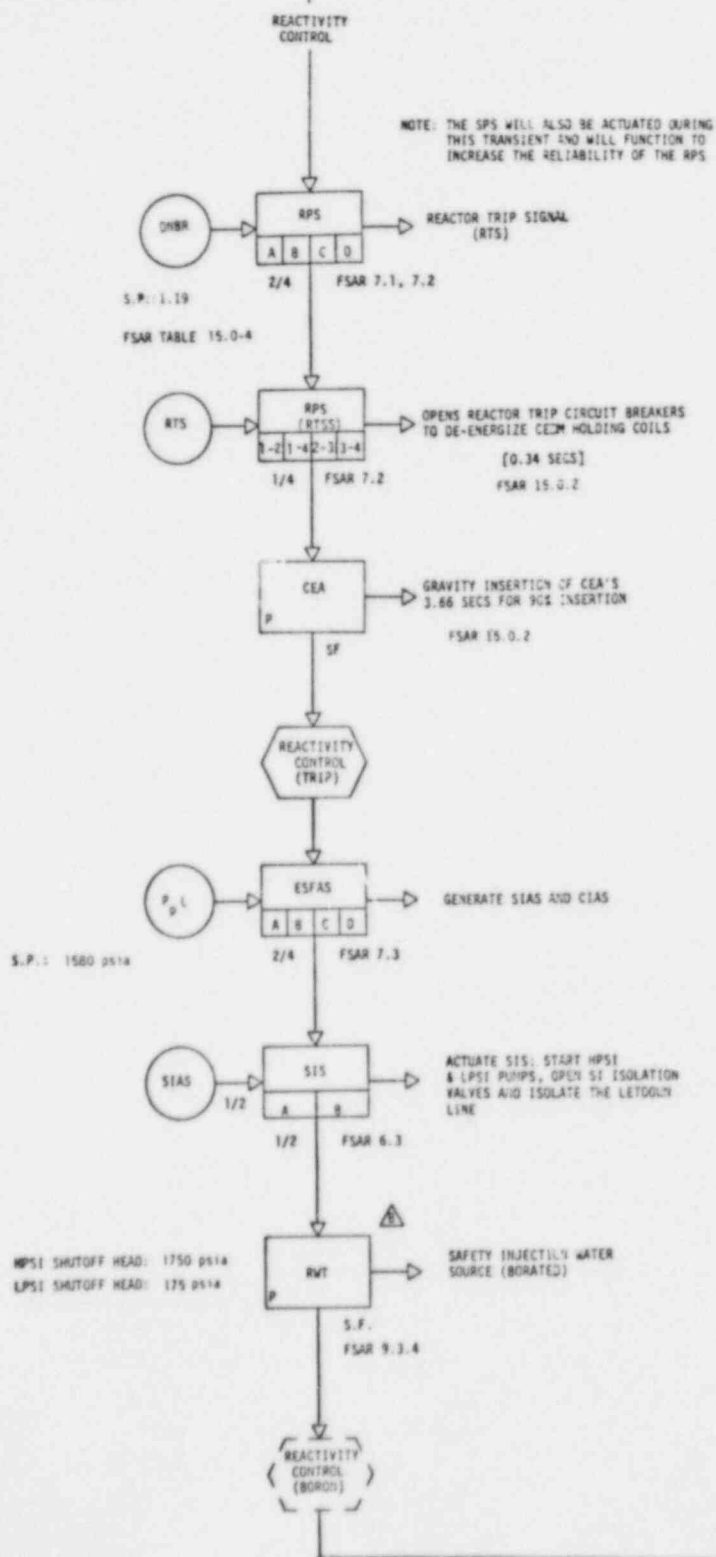 REACTIVITY
CONTROL
NOTE: THE SPS WILL ALSO BE ACTUATED DURING
THIS TRANSIENT AND WILL FUNCTION TO
INCREASE THE RELIABILITY OF THE RPS
DNBR
RPS
REACTOR TRIP SIGNAL
(RTS)
A B C D
2/4 FSAR 7.1, 7.2
S.P.: 1.19
FSAR TABLE 15.0-4
RTS
RPS
(RTSS)
OPENS REACTOR TRIP CIRCUIT BREAKERS
TO DE-ENERGIZE CEDM HOLDING COILS
1-2 1-4 2-3 3-4
[0.34 SECS]
1/4 FSAR 7.2
FSAR 15.0.2
CEA
P
GRAVITY INSERTION OF CEA'S
3.66 SECS FOR 90% INSERTION
SF
FSAR 15.0.2
REACTIVITY
CONTROL
(TRIP)
PpL
ESFAS
GENERATE SIAS AND CIAS
A B C D
S.P.: 1580 psia
2/4 FSAR 7.3
SIAS
1/2
SIS
ACTUATE SIS: START HPSI
& LPSI PUMPS, OPEN SI ISOLATION
VALVES AND ISOLATE THE LETDOWN
LINE
A B
1/2 FSAR 6.3
HPSI SHUTOFF HEAD: 1750 psia
LPSI SHUTOFF HEAD: 175 psia
RWT
P
SAFETY INJECTION WATER
SOURCE (BORATED)
S.F.
FSAR 9.3.4
REACTIVITY
CONTROL
(BORON)